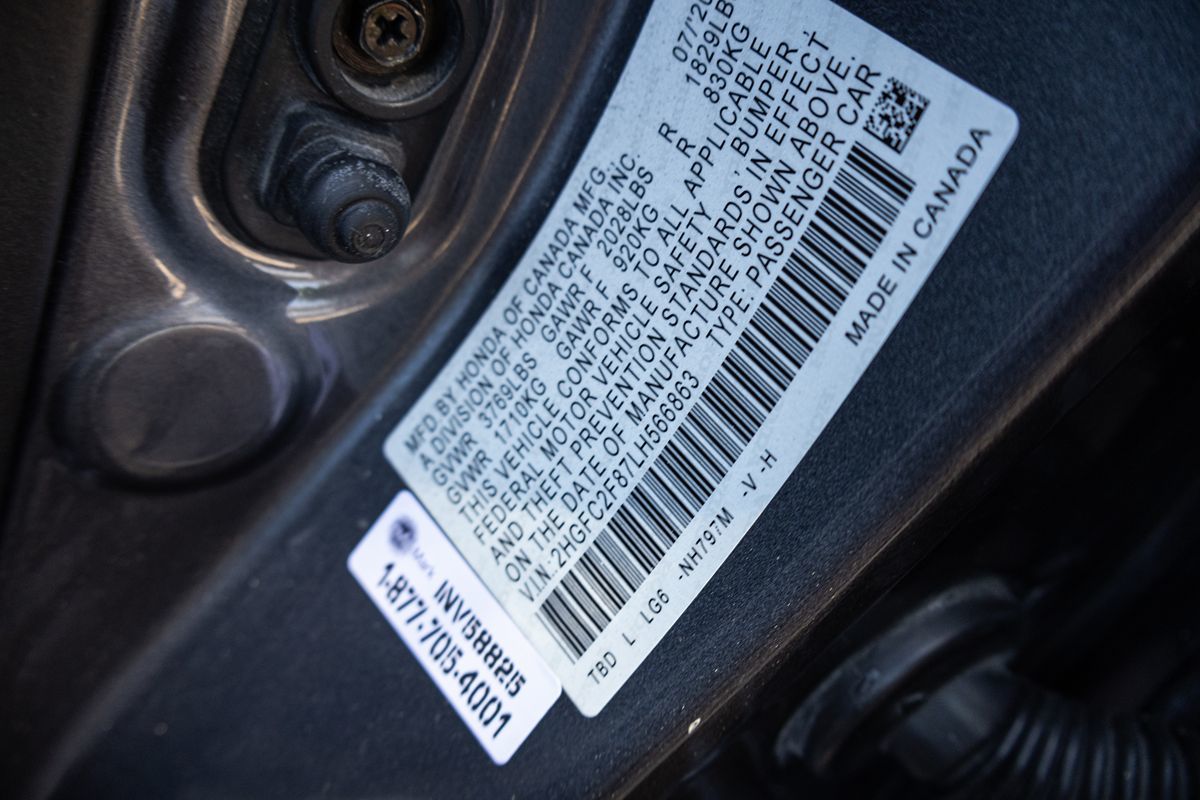 MFD BY HONDA OF CANADA MFG. 07/'20
A DIVISION OF HONDA CANADA INC.
GVWR 3769LBS GAWR F 2028LBS R 1829LB
GVWR 1710KG GAWR F 920KG R 830KG
THIS VEHICLE CONFORMS TO ALL APPLICABLE
FEDERAL MOTOR VEHICLE SAFETY, BUMPER,
AND THEFT PREVENTION STANDARDS IN EFFECT
ON THE DATE OF MANUFACTURE SHOWN ABOVE.
V.I.N:2HGFC2F87LH566863 TYPE: PASSENGER CAR
TBD L LG6 -NH797M -V -H MADE IN CANADA
Mark
INV158825
1-877-705-4001